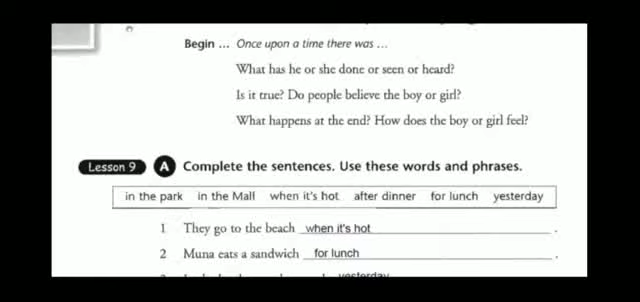 Begin ... Once upon a time there was ...
What has he or she done or seen or heard?
Is it true? Do people believe the boy or girl?
What happens at the end? How does the boy or girl feel?
Lesson 9 A Complete the sentences. Use these words and phrases.
in the park in the Mall when it's hot after dinner for lunch yesterday
1 They go to the beach when it's hot .
2 Muna eats a sandwich for lunch .
yesterday